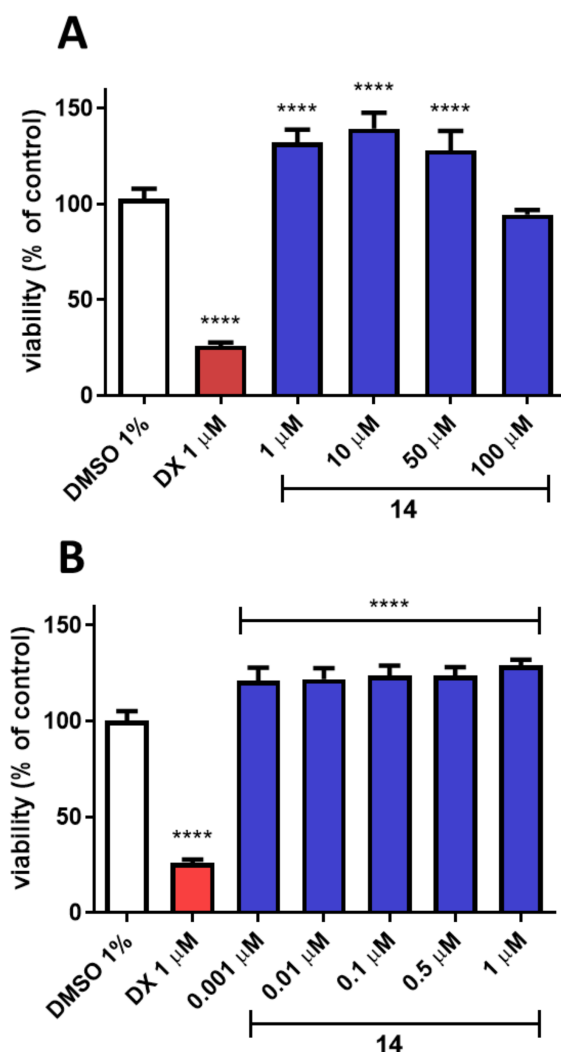 A
viability (% of control)
150
100
50
0
**** **** ****
****
DMSO 1%
DX 1 μM
1 μM
10 μM
50 μM
100 μM
14
B
viability (% of control)
150
100
50
0
****
****
DMSO 1%
DX 1 μM
0.001 μM
0.01 μM
0.1 μM
0.5 μM
1 μM
14